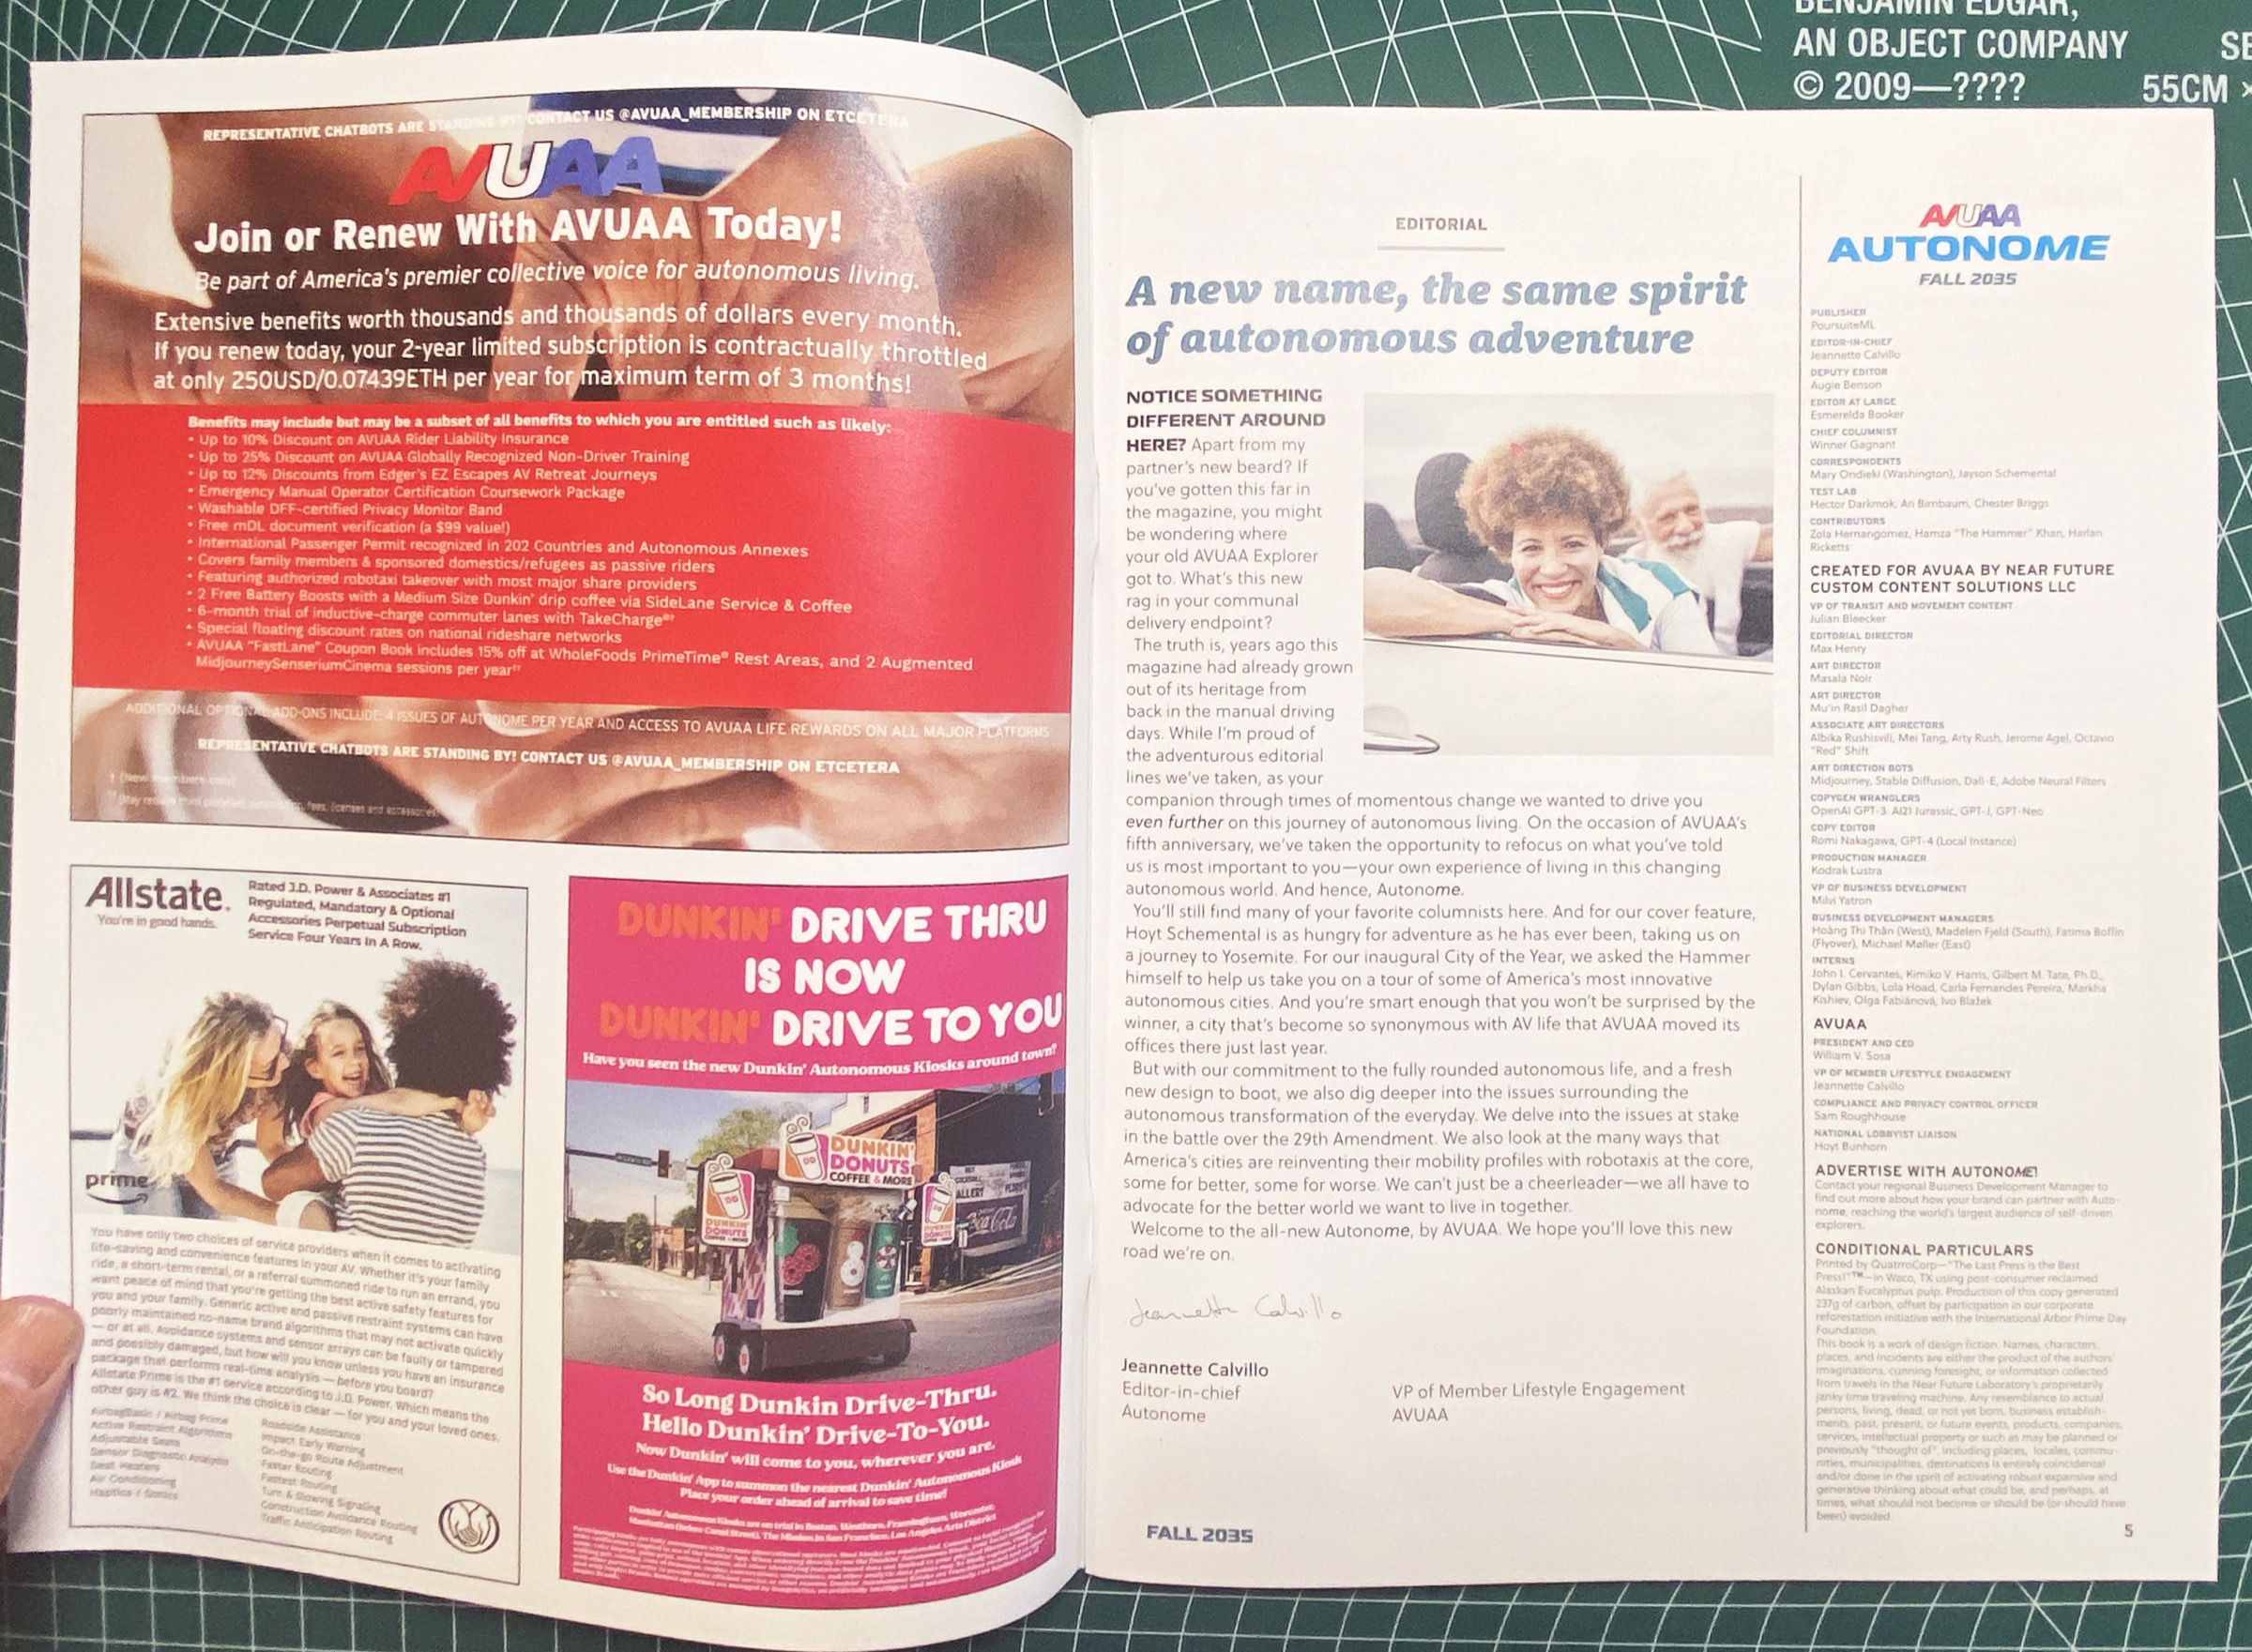 BENJAMIN EDGAR,
AN OBJECT COMPANY
© 2009—????
SE
55CM ×
REPRESENTATIVE CHATBOTS ARE STANDING BY! CONTACT US @AVUAA_MEMBERSHIP ON ETCETERA
AVUAA
Join or Renew With AVUAA Today!
Be part of America's premier collective voice for autonomous living.
Extensive benefits worth thousands and thousands of dollars every month.
If you renew today, your 2-year limited subscription is contractually throttled
at only 250USD/0.07439ETH per year for maximum term of 3 months!
Benefits may include but may be a subset of all benefits to which you are entitled such as likely:
• Up to 10% Discount on AVUAA Rider Liability Insurance
• Up to 25% Discount on AVUAA Globally Recognized Non-Driver Training
• Up to 12% Discounts from Edger's EZ Escapes AV Retreat Journeys
• Emergency Manual Operator Certification Coursework Package
• Washable DFF-certified Privacy Monitor Band
• Free mDL document verification (a $99 value!)
• International Passenger Permit recognized in 202 Countries and Autonomous Annexes
• Covers family members & sponsored domestics/refugees as passive riders
• Featuring authorized robotaxi takeover with most major share providers
• 2 Free Battery Boosts with a Medium Size Dunkin' drip coffee via SideLane Service & Coffee
• 6-month trial of inductive-charge commuter lanes with TakeCharge®†
• Special floating discount rates on national rideshare networks
• AVUAA "FastLane" Coupon Book includes 15% off at WholeFoods PrimeTime® Rest Areas, and 2 Augmented
MidjourneySenseriumCinema sessions per year††
ADDITIONAL OPTIONAL ADD-ONS INCLUDE: 4 ISSUES OF AUTONOME PER YEAR AND ACCESS TO AVUAA LIFE REWARDS ON ALL MAJOR PLATFORMS
REPRESENTATIVE CHATBOTS ARE STANDING BY! CONTACT US @AVUAA_MEMBERSHIP ON ETCETERA
† (New members only)
†† (May require third party fees, licenses and accessories
Allstate.
You're in good hands.
Rated J.D. Power & Associates #1
Regulated, Mandatory & Optional
Accessories Perpetual Subscription
Service Four Years In A Row.
prime
You have only two choices of service providers when it comes to activating
life-saving and convenience features in your AV. Whether it's your family
ride, a short-term rental, or a referral summoned ride to run an errand, you
want peace of mind that you're getting the best active safety features for
you and your family. Generic active and passive restraint systems can have
poorly maintained no-name brand algorithms that may not activate quickly
— or at all. Avoidance systems and sensor arrays can be faulty or tampered
and possibly damaged, but how will you know unless you have an insurance
package that performs real-time analysis — before you board?
Allstate Prime is the #1 service according to J.D. Power. Which means the
other guy is #2. We think the choice is clear — for you and your loved ones.
AirbagBasic / Airbag Prime
Active Restraint Algorithms
Adjustable Seats
Sensor Diagnostic Analysis
Seat Heaters
Air Conditioning
Haptics / Sonics
Roadside Assistance
Impact Early Warning
On-the-go Route Adjustment
Faster Routing
Fastest Routing
Turn & Slowing Signaling
Construction Avoidance Routing
Traffic Anticipation Routing
DUNKIN' DRIVE THRU
IS NOW
DUNKIN' DRIVE TO YOU
Have you seen the new Dunkin' Autonomous Kiosks around town?
DUNKIN'
DONUTS
COFFEE & MORE
DUNKIN'
DONUTS
COFFEE & MORE
DUNKIN'
DONUTS
Coca-Cola
So Long Dunkin Drive-Thru.
Hello Dunkin' Drive-To-You.
Now Dunkin' will come to you, wherever you are.
Use the Dunkin' App to summon the nearest Dunkin' Autonomous Kiosk
Place your order ahead of arrival to save time!
Dunkin' Autonomous Kiosks are on trial in Boston, Westboro, Framingham, Worcester,
Manhattan (below Canal Street), The Mission in San Francisco, Los Angeles Arts District
EDITORIAL
A new name, the same spirit
of autonomous adventure
NOTICE SOMETHING
DIFFERENT AROUND
HERE? Apart from my
partner's new beard? If
you've gotten this far in
the magazine, you might
be wondering where
your old AVUAA Explorer
got to. What's this new
rag in your communal
delivery endpoint?
The truth is, years ago this
magazine had already grown
out of its heritage from
back in the manual driving
days. While I'm proud of
the adventurous editorial
lines we've taken, as your
companion through times of momentous change we wanted to drive you
even further on this journey of autonomous living. On the occasion of AVUAA's
fifth anniversary, we've taken the opportunity to refocus on what you've told
us is most important to you—your own experience of living in this changing
autonomous world. And hence, Autonome.
You'll still find many of your favorite columnists here. And for our cover feature,
Hoyt Schemental is as hungry for adventure as he has ever been, taking us on
a journey to Yosemite. For our inaugural City of the Year, we asked the Hammer
himself to help us take you on a tour of some of America's most innovative
autonomous cities. And you're smart enough that you won't be surprised by the
winner, a city that's become so synonymous with AV life that AVUAA moved its
offices there just last year.
But with our commitment to the fully rounded autonomous life, and a fresh
new design to boot, we also dig deeper into the issues surrounding the
autonomous transformation of the everyday. We delve into the issues at stake
in the battle over the 29th Amendment. We also look at the many ways that
America's cities are reinventing their mobility profiles with robotaxis at the core,
some for better, some for worse. We can't just be a cheerleader—we all have to
advocate for the better world we want to live in together.
Welcome to the all-new Autonome, by AVUAA. We hope you'll love this new
road we're on.
Jeannette Calvillo
Jeannette Calvillo
Editor-in-chief
Autonome
VP of Member Lifestyle Engagement
AVUAA
FALL 2035
AVUAA
AUTONOME
FALL 2035
PUBLISHER
PoursuiteML
EDITOR-IN-CHIEF
Jeannette Calvillo
DEPUTY EDITOR
Augie Benson
EDITOR AT LARGE
Esmerelda Booker
CHIEF COLUMNIST
Winner Gagnant
CORRESPONDENTS
Mary Ondieki (Washington), Jayson Schemental
TEST LAB
Hector Darkmok, Ari Birnbaum, Chester Briggs
CONTRIBUTORS
Zola Hernangomez, Hamza "The Hammer" Khan, Harlan
Ricketts
CREATED FOR AVUAA BY NEAR FUTURE
CUSTOM CONTENT SOLUTIONS LLC
VP OF TRANSIT AND MOVEMENT CONTENT
Julian Bleecker
EDITORIAL DIRECTOR
Max Henry
ART DIRECTOR
Masala Noir
ART DIRECTOR
Mu'in Rasil Dagher
ASSOCIATE ART DIRECTORS
Albika Rushisvili, Mei Tang, Arty Rush, Jerome Agel, Octavio
"Red" Shift
ART DIRECTION BOTS
Midjourney, Stable Diffusion, Dall-E, Adobe Neural Filters
COPYGEN WRANGLERS
OpenAI GPT-3, AI21 Jurassic, GPT-J, GPT-Neo
COPY EDITOR
Romi Nakagawa, GPT-4 (Local Instance)
PRODUCTION MANAGER
Kodrak Lustra
VP OF BUSINESS DEVELOPMENT
Milvi Yatron
BUSINESS DEVELOPMENT MANAGERS
Hoàng Thi Thân (West), Madelen Fjeld (South), Fatima Boffin
(Flyover), Michael Møller (East)
INTERNS
John I. Cervantes, Kimiko V. Harris, Gilbert M. Tate, Ph.D.,
Dylan Gibbs, Lola Hoad, Carla Fernandes Pereira, Markha
Kishiev, Olga Fabiánová, Ivo Blažek
AVUAA
PRESIDENT AND CEO
William V. Sosa
VP OF MEMBER LIFESTYLE ENGAGEMENT
Jeannette Calvillo
COMPLIANCE AND PRIVACY CONTROL OFFICER
Sam Roughhouse
NATIONAL LOBBYIST LIAISON
Hoyt Bunhorn
ADVERTISE WITH AUTONOME!
Contact your regional Business Development Manager to
find out more about how your brand can partner with Auto-
nome, reaching the world's largest audience of self-driven
explorers.
CONDITIONAL PARTICULARS
Printed by QuatrroCorp—"The Last Press is the Best
Press!"™—in Waco, TX using post-consumer reclaimed
Alaskan Eucalyptus pulp. Production of this copy generated
237g of carbon, offset by participation in our corporate
reforestation initiative with the International Arbor Prime Day
Foundation.
This book is a work of design fiction. Names, characters,
places, and incidents are either the product of the authors'
imaginations, cunning foresight, or information collected
from travels in the Near Future Laboratory's proprietarily
janky time traveling machine. Any resemblance to actual
persons, living, dead, or not yet born, business establish-
ments, past, present, or future events, products, companies,
services, intellectual property or such as may be planned or
previously "thought of", including places, locales, commu-
nities, municipalities, destinations is entirely coincidental
and/or done in the spirit of activating robust expansive and
generative thinking about what could be, and perhaps, at
times, what should not become or should be (or should have
been) avoided.
5